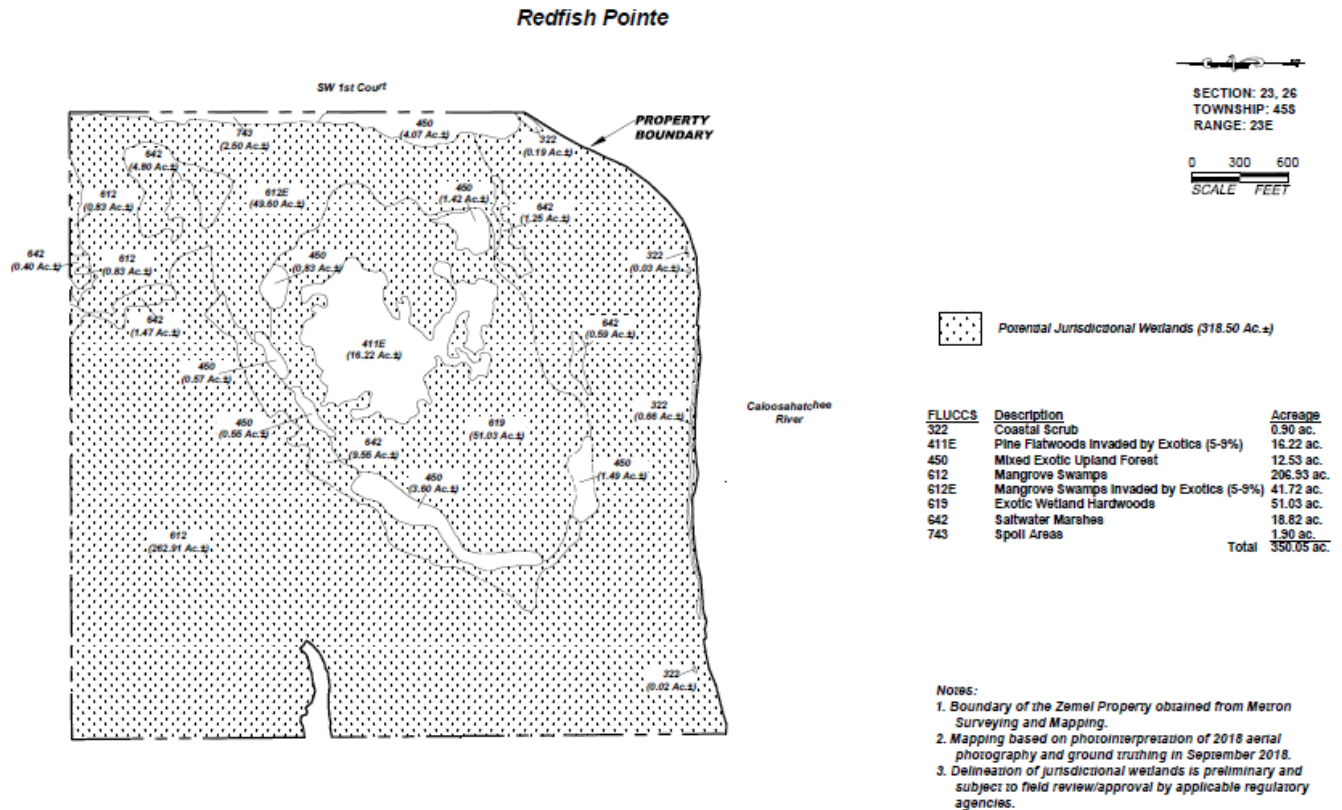 Redfish Pointe
SW 1st Court
PROPERTY
BOUNDARY
743
(2.50 Ac.±)
450
(4.07 Ac.±)
322
(0.19 Ac.±)
642
(4.80 Ac.±)
612
(0.83 Ac.±)
612E
(49.60 Ac.±)
450
(1.42 Ac.±)
642
(1.25 Ac.±)
642
(0.40 Ac.±)
612
(0.83 Ac.±)
450
(0.83 Ac.±)
322
(0.03 Ac.±)
642
(1.47 Ac.±)
411E
(16.22 Ac.±)
642
(0.59 Ac.±)
450
(0.57 Ac.±)
450
(0.55 Ac.±)
619
(51.03 Ac.±)
322
(0.66 Ac.±)
Caloosahatchee
River
642
(9.55 Ac.±)
450
(3.60 Ac.±)
450
(1.49 Ac.±)
612
(262.91 Ac.±)
322
(0.02 Ac.±)
SECTION: 23, 26
TOWNSHIP: 45S
RANGE: 23E
0 300 600
SCALE FEET
Potential Jurisdictional Wetlands (318.50 Ac.±)
FLUCCS Description Acreage
322 Coastal Scrub 0.90 ac.
411E Pine Flatwoods Invaded by Exotics (5-9%) 16.22 ac.
450 Mixed Exotic Upland Forest 12.53 ac.
612 Mangrove Swamps 206.93 ac.
612E Mangrove Swamps Invaded by Exotics (5-9%) 41.72 ac.
619 Exotic Wetland Hardwoods 51.03 ac.
642 Saltwater Marshes 18.82 ac.
743 Spoil Areas 1.90 ac.
Total 350.05 ac.
Notes:
1. Boundary of the Zemel Property obtained from Metron
Surveying and Mapping.
2. Mapping based on photointerpretation of 2018 aerial
photography and ground truthing in September 2018.
3. Delineation of jurisdictional wetlands is preliminary and
subject to field review/approval by applicable regulatory
agencies.